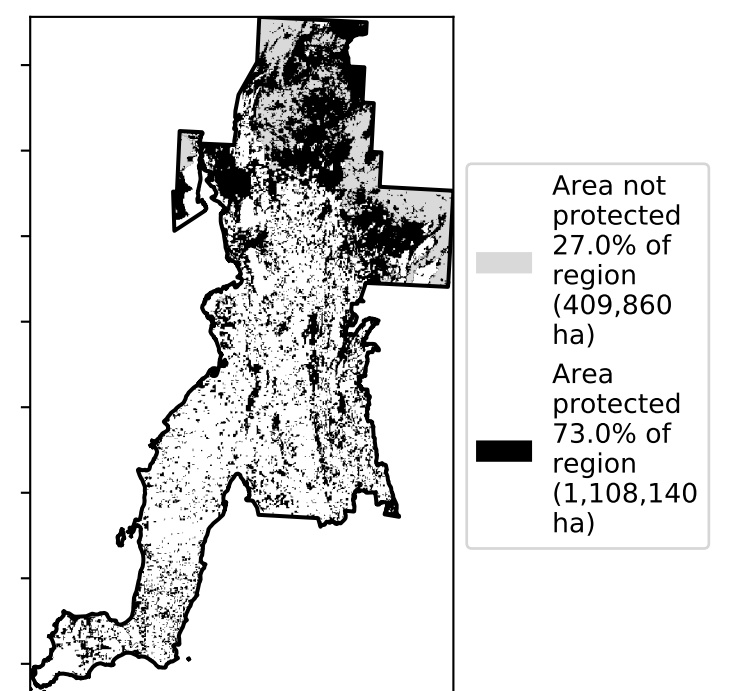 Area not
protected
27.0% of
region
(409,860
ha)
Area
protected
73.0% of
region
(1,108,140
ha)